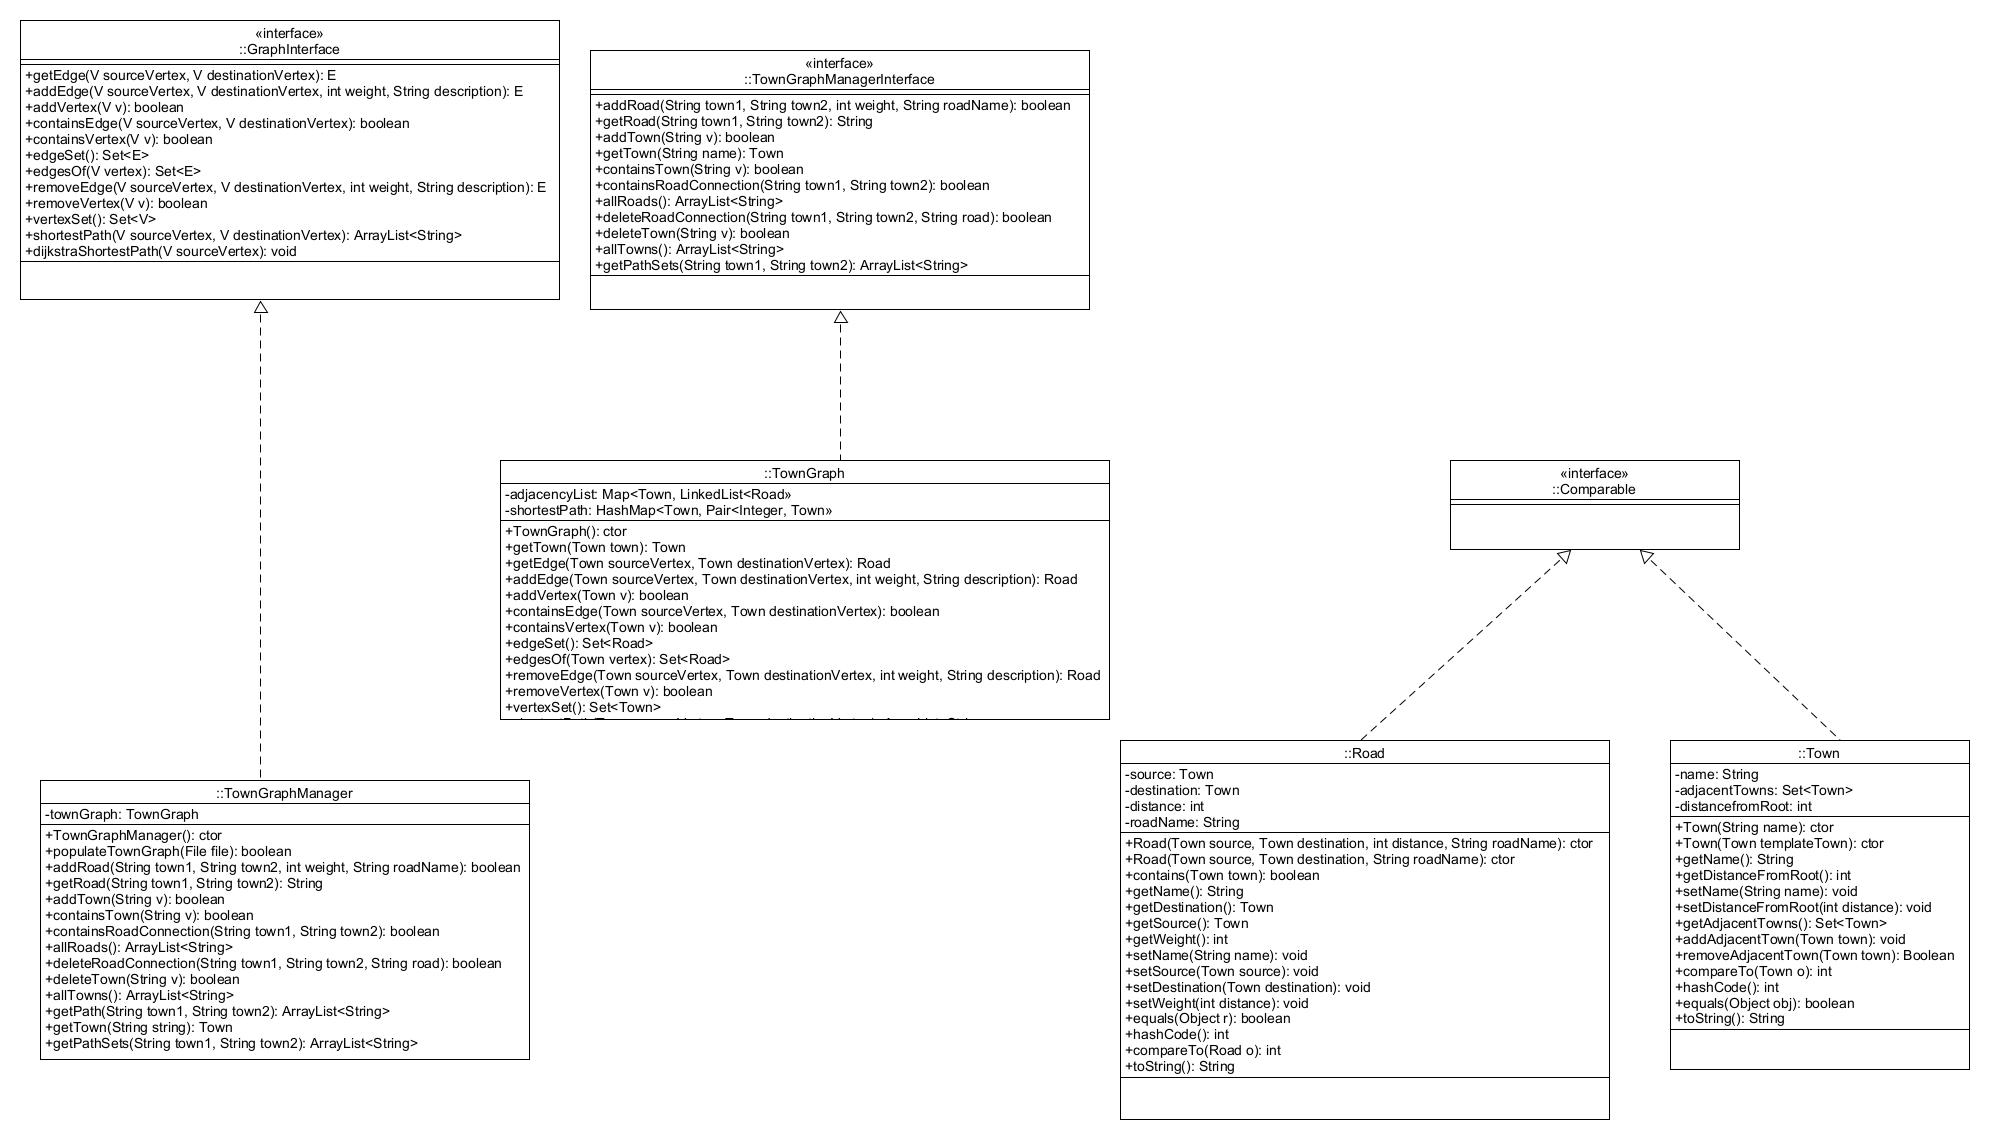 «interface»
::GraphInterface
+getEdge(V sourceVertex, V destinationVertex): E
+addEdge(V sourceVertex, V destinationVertex, int weight, String description): E
+addVertex(V v): boolean
+containsEdge(V sourceVertex, V destinationVertex): boolean
+containsVertex(V v): boolean
+edgeSet(): Set<E>
+edgesOf(V vertex): Set<E>
+removeEdge(V sourceVertex, V destinationVertex, int weight, String description): E
+removeVertex(V v): boolean
+vertexSet(): Set<V>
+shortestPath(V sourceVertex, V destinationVertex): ArrayList<String>
+dijkstraShortestPath(V sourceVertex): void
«interface»
::TownGraphManagerInterface
+addRoad(String town1, String town2, int weight, String roadName): boolean
+getRoad(String town1, String town2): String
+addTown(String v): boolean
+getTown(String name): Town
+containsTown(String v): boolean
+containsRoadConnection(String town1, String town2): boolean
+allRoads(): ArrayList<String>
+deleteRoadConnection(String town1, String town2, String road): boolean
+deleteTown(String v): boolean
+allTowns(): ArrayList<String>
+getPathSets(String town1, String town2): ArrayList<String>
::TownGraph
-adjacencyList: Map<Town, LinkedList<Road»
-shortestPath: HashMap<Town, Pair<Integer, Town»
+TownGraph(): ctor
+getTown(Town town): Town
+getEdge(Town sourceVertex, Town destinationVertex): Road
+addEdge(Town sourceVertex, Town destinationVertex, int weight, String description): Road
+addVertex(Town v): boolean
+containsEdge(Town sourceVertex, Town destinationVertex): boolean
+containsVertex(Town v): boolean
+edgeSet(): Set<Road>
+edgesOf(Town vertex): Set<Road>
+removeEdge(Town sourceVertex, Town destinationVertex, int weight, String description): Road
+removeVertex(Town v): boolean
+vertexSet(): Set<Town>
«interface»
::Comparable
::TownGraphManager
-townGraph: TownGraph
+TownGraphManager(): ctor
+populateTownGraph(File file): boolean
+addRoad(String town1, String town2, int weight, String roadName): boolean
+getRoad(String town1, String town2): String
+addTown(String v): boolean
+containsTown(String v): boolean
+containsRoadConnection(String town1, String town2): boolean
+allRoads(): ArrayList<String>
+deleteRoadConnection(String town1, String town2, String road): boolean
+deleteTown(String v): boolean
+allTowns(): ArrayList<String>
+getPath(String town1, String town2): ArrayList<String>
+getTown(String string): Town
+getPathSets(String town1, String town2): ArrayList<String>
::Road
-source: Town
-destination: Town
-distance: int
-roadName: String
+Road(Town source, Town destination, int distance, String roadName): ctor
+Road(Town source, Town destination, String roadName): ctor
+contains(Town town): boolean
+getName(): String
+getDestination(): Town
+getSource(): Town
+getWeight(): int
+setName(String name): void
+setSource(Town source): void
+setDestination(Town destination): void
+setWeight(int distance): void
+equals(Object r): boolean
+hashCode(): int
+compareTo(Road o): int
+toString(): String
::Town
-name: String
-adjacentTowns: Set<Town>
-distancefromRoot: int
+Town(String name): ctor
+Town(Town templateTown): ctor
+getName(): String
+getDistanceFromRoot(): int
+setName(String name): void
+setDistanceFromRoot(int distance): void
+getAdjacentTowns(): Set<Town>
+addAdjacentTown(Town town): void
+removeAdjacentTown(Town town): Boolean
+compareTo(Town o): int
+hashCode(): int
+equals(Object obj): boolean
+toString(): String